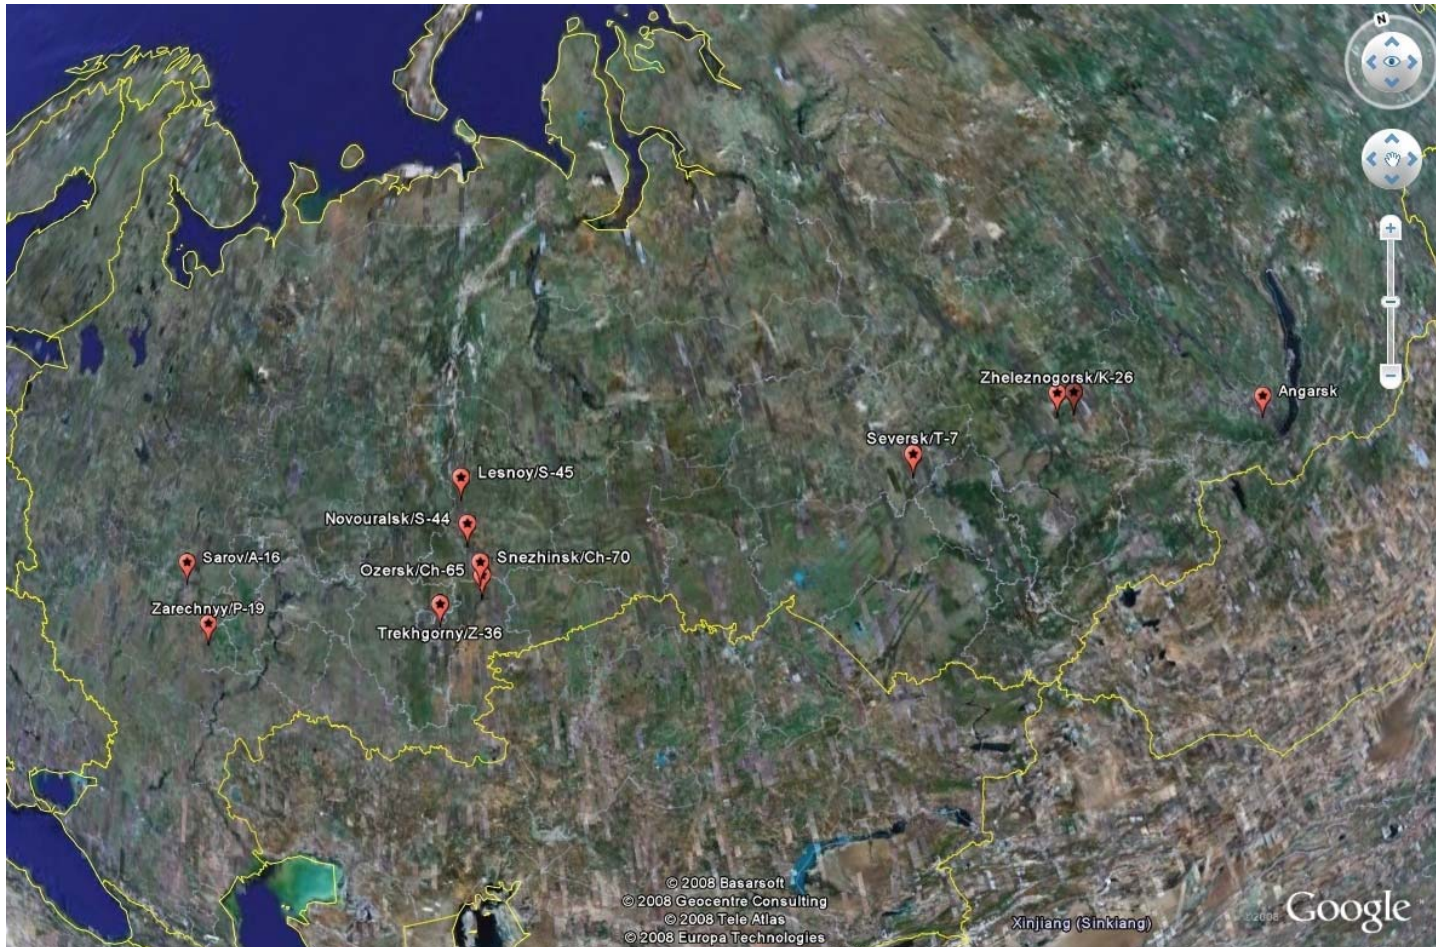 N
Zheleznogorsk/K-26
Angarsk
Seversk/T-7
Lesnoy/S-45
Novouralsk/S-44
Sarov/A-16
Snezhinsk/Ch-70
Ozersk/Ch-65
Zarechnyy/P-19
Trekhgorny/Z-36
© 2008 Basarsoft
© 2008 Geocentre Consulting
© 2008 Tele Atlas
© 2008 Europa Technologies
Xinjiang (Sinkiang)
©2008 Google